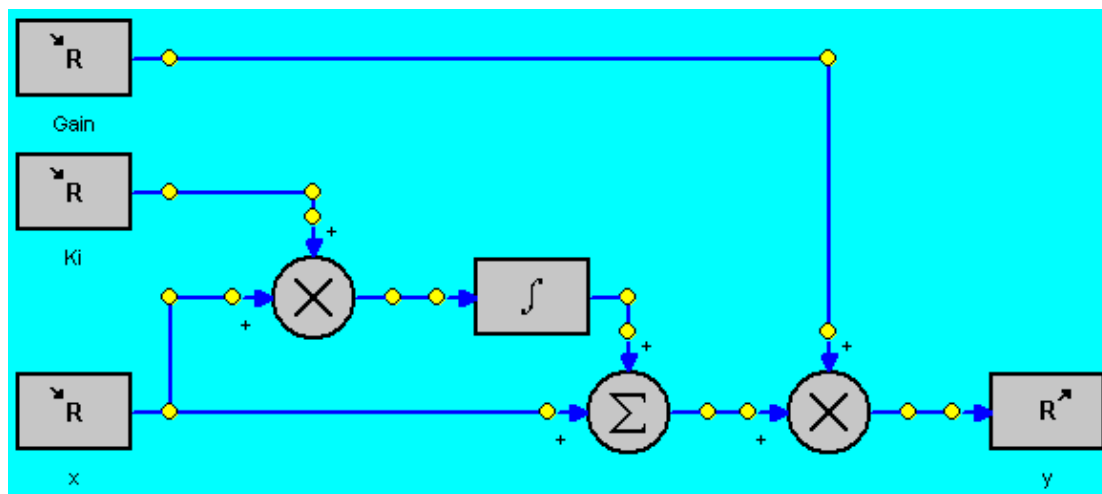 R
Gain
R
Ki
+
+
×
∫
+
+
R
x
+
Σ
+
×
R
y